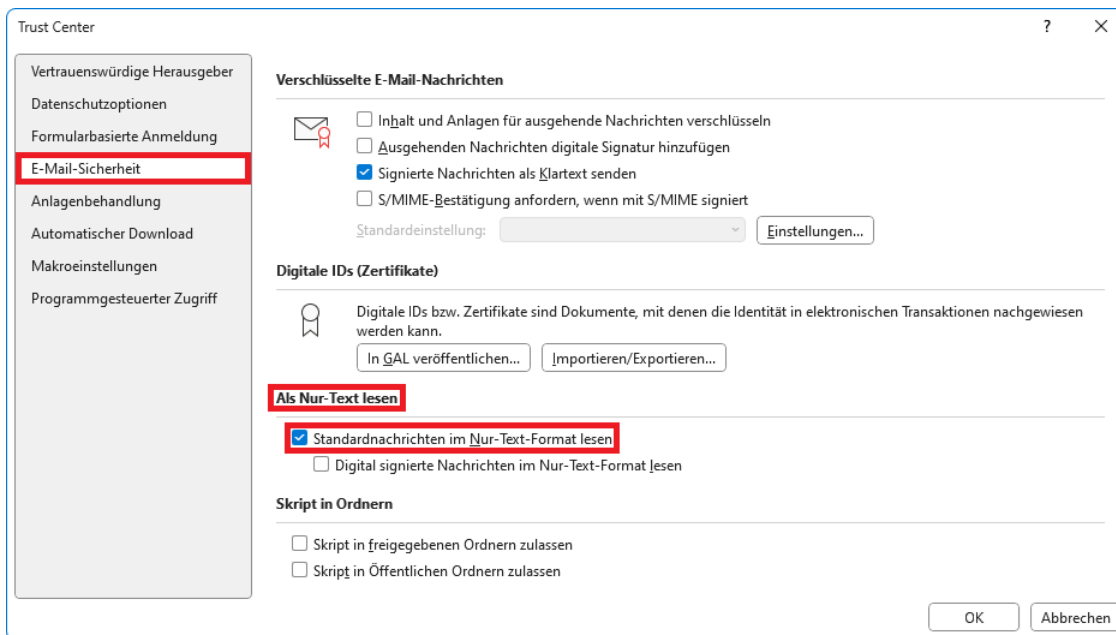 Trust Center
?
Vertrauenswürdige Herausgeber
Datenschutzoptionen
Formularbasierte Anmeldung
E-Mail-Sicherheit
Anlagenbehandlung
Automatischer Download
Makroeinstellungen
Programmgesteuerter Zugriff
Verschlüsselte E-Mail-Nachrichten
Inhalt und Anlagen für ausgehende Nachrichten verschlüsseln
Ausgehenden Nachrichten digitale Signatur hinzufügen
Signierte Nachrichten als Klartext senden
S/MIME-Bestätigung anfordern, wenn mit S/MIME signiert
Standardeinstellung:
Einstellungen...
Digitale IDs (Zertifikate)
Digitale IDs bzw. Zertifikate sind Dokumente, mit denen die Identität in elektronischen Transaktionen nachgewiesen
werden kann.
In GAL veröffentlichen...
Importieren/Exportieren...
Als Nur-Text lesen
Standardnachrichten im Nur-Text-Format lesen
Digital signierte Nachrichten im Nur-Text-Format lesen
Skript in Ordnern
Skript in freigegebenen Ordnern zulassen
Skript in Öffentlichen Ordnern zulassen
OK
Abbrechen